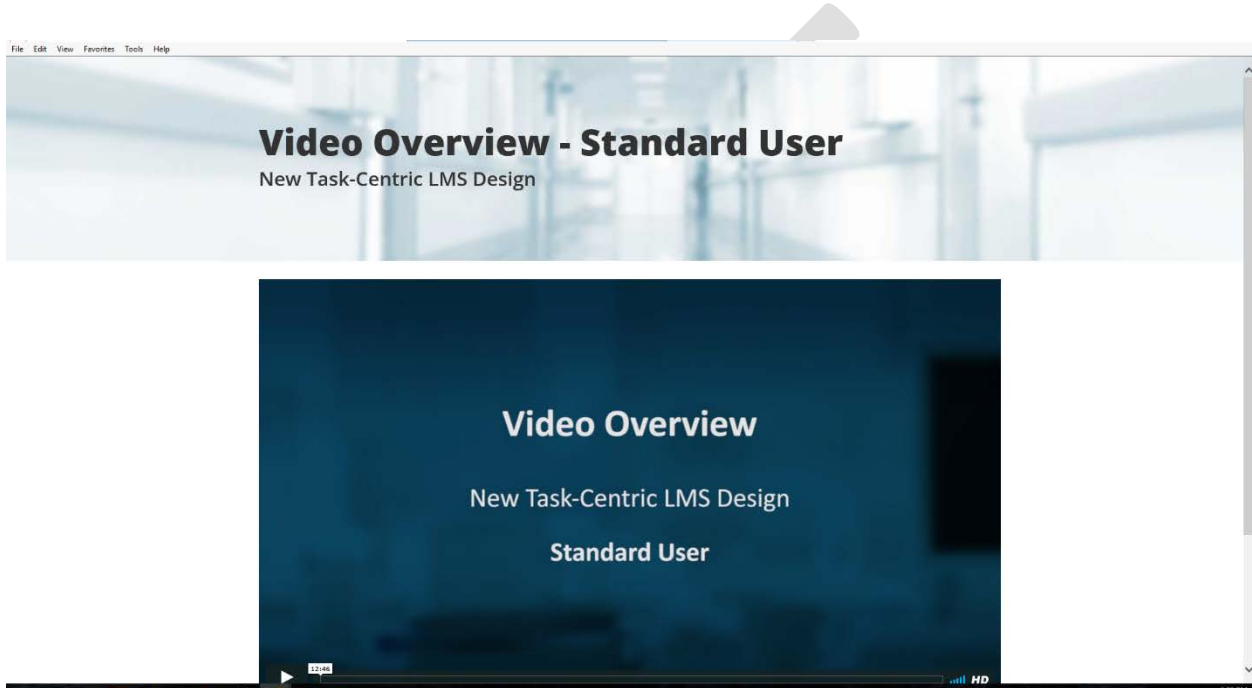 File Edit View Favorites Tools Help
Video Overview - Standard User
New Task-Centric LMS Design
Video Overview
New Task-Centric LMS Design
Standard User
12:46
HD